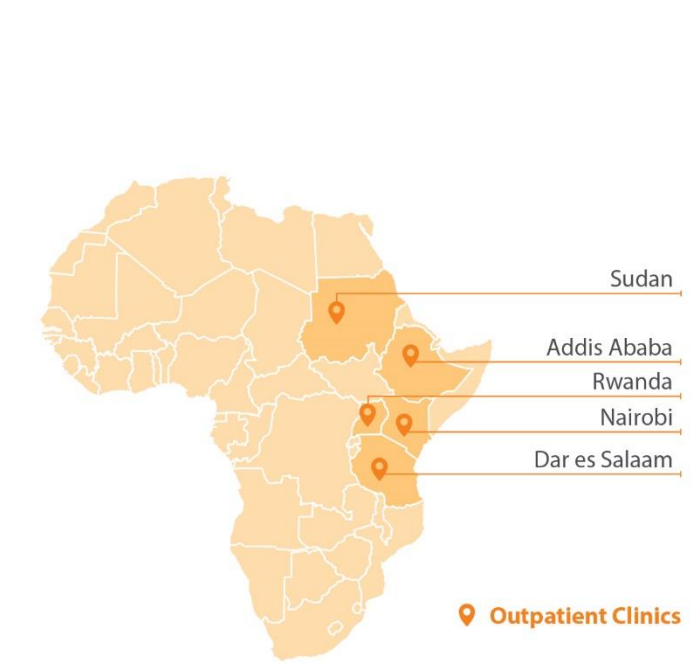 Sudan
Addis Ababa
Rwanda
Nairobi
Dar es Salaam
Outpatient Clinics